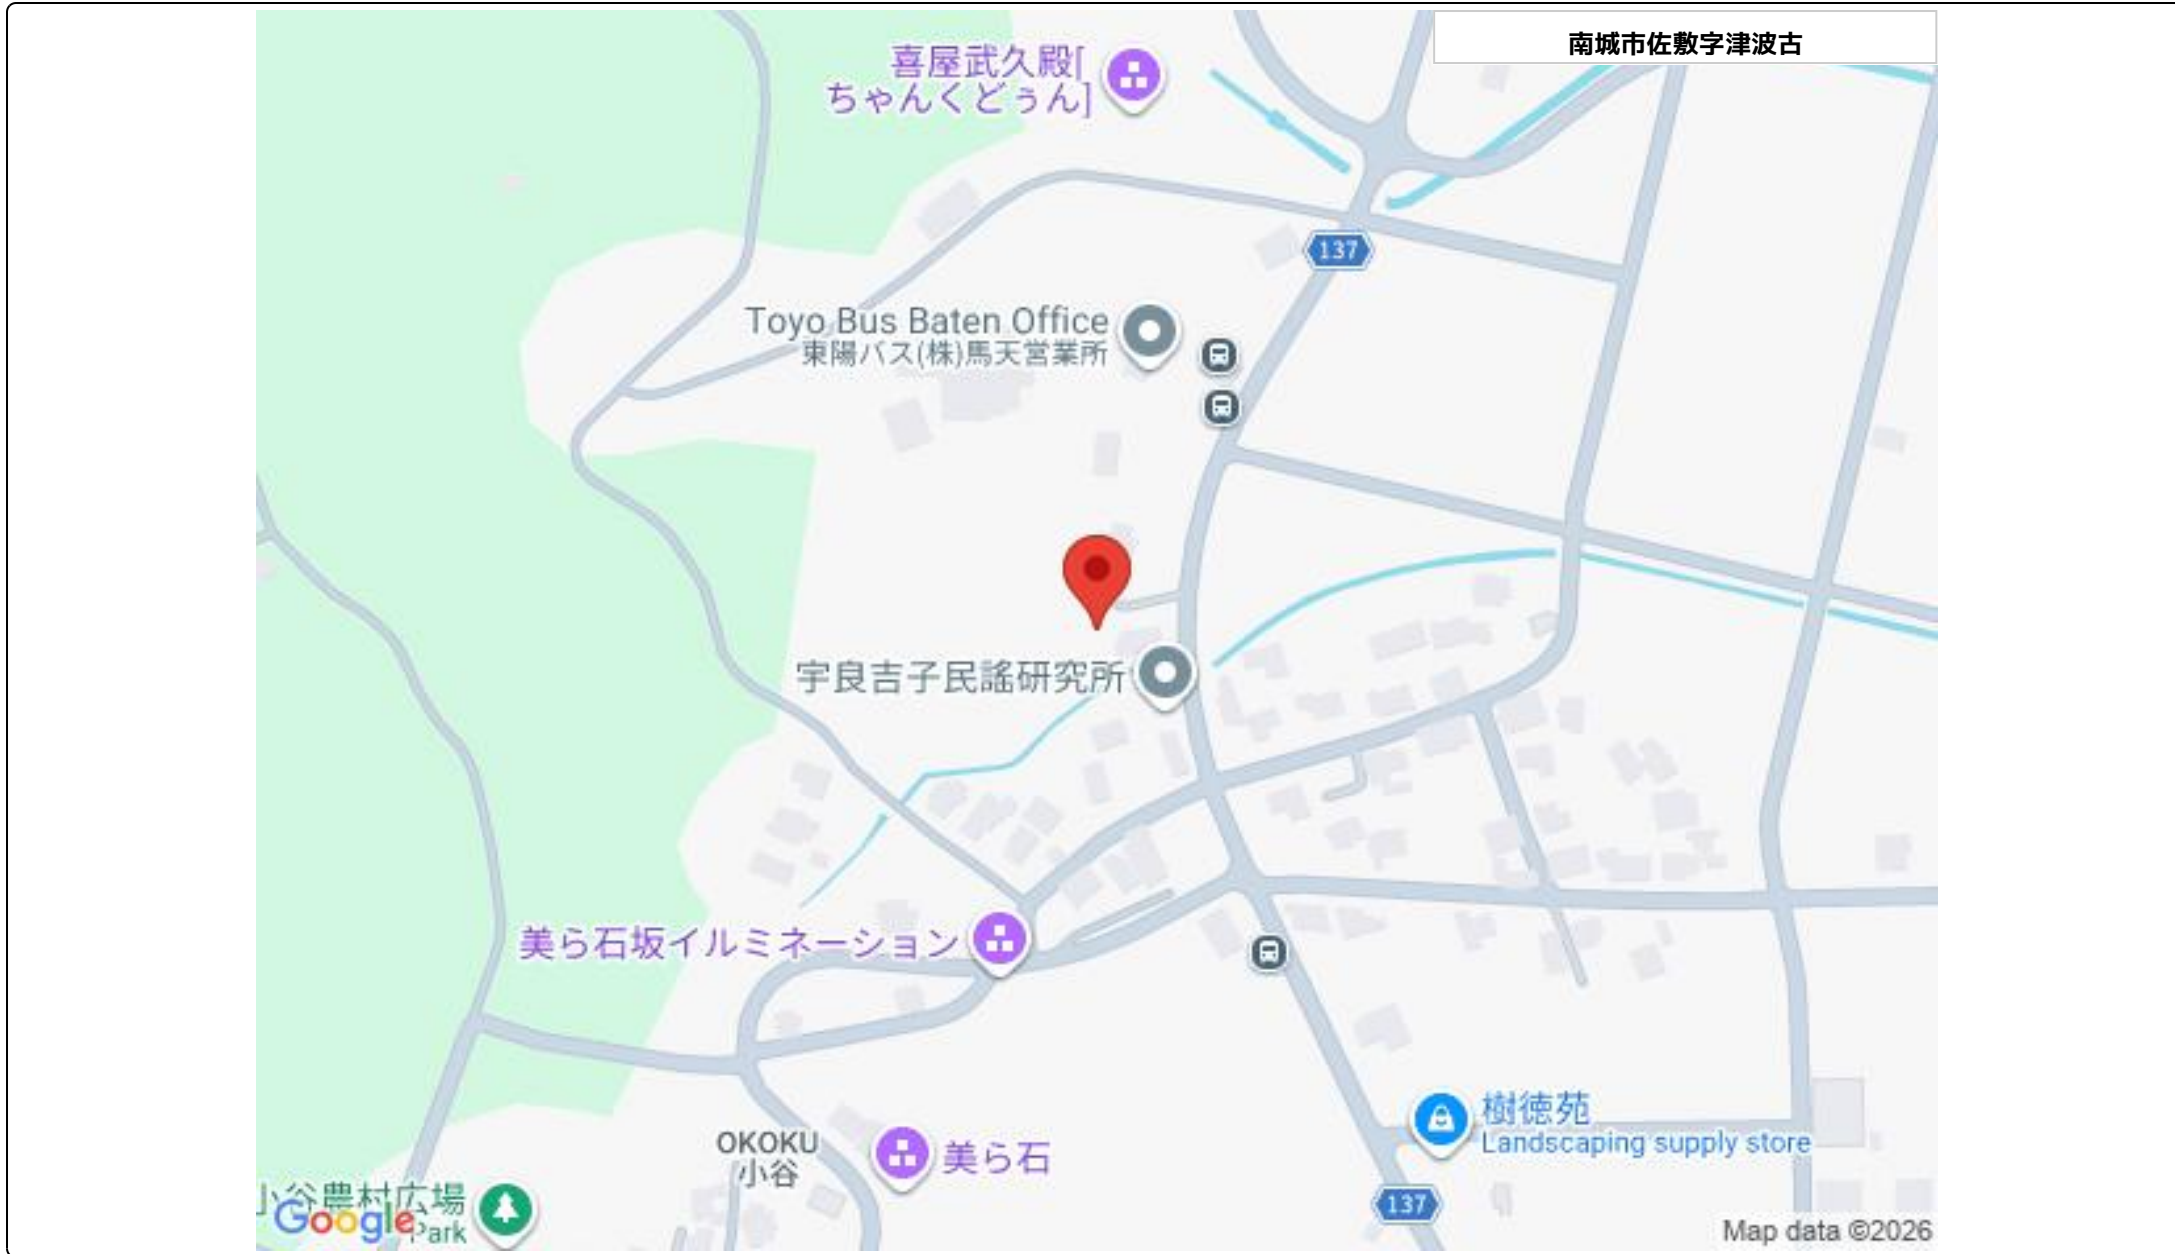 南城市佐敷字津波古
喜屋武久殿[
ちゃんくどぅん]
137
Toyo Bus Baten Office
東陽バス(株)馬天営業所
宇良吉子民謡研究所
美ら石坂イルミネーション
樹徳苑
Landscaping supply store
OKOKU
小谷
美ら石
137
小谷農村広場
Park
Google
Map data ©2026